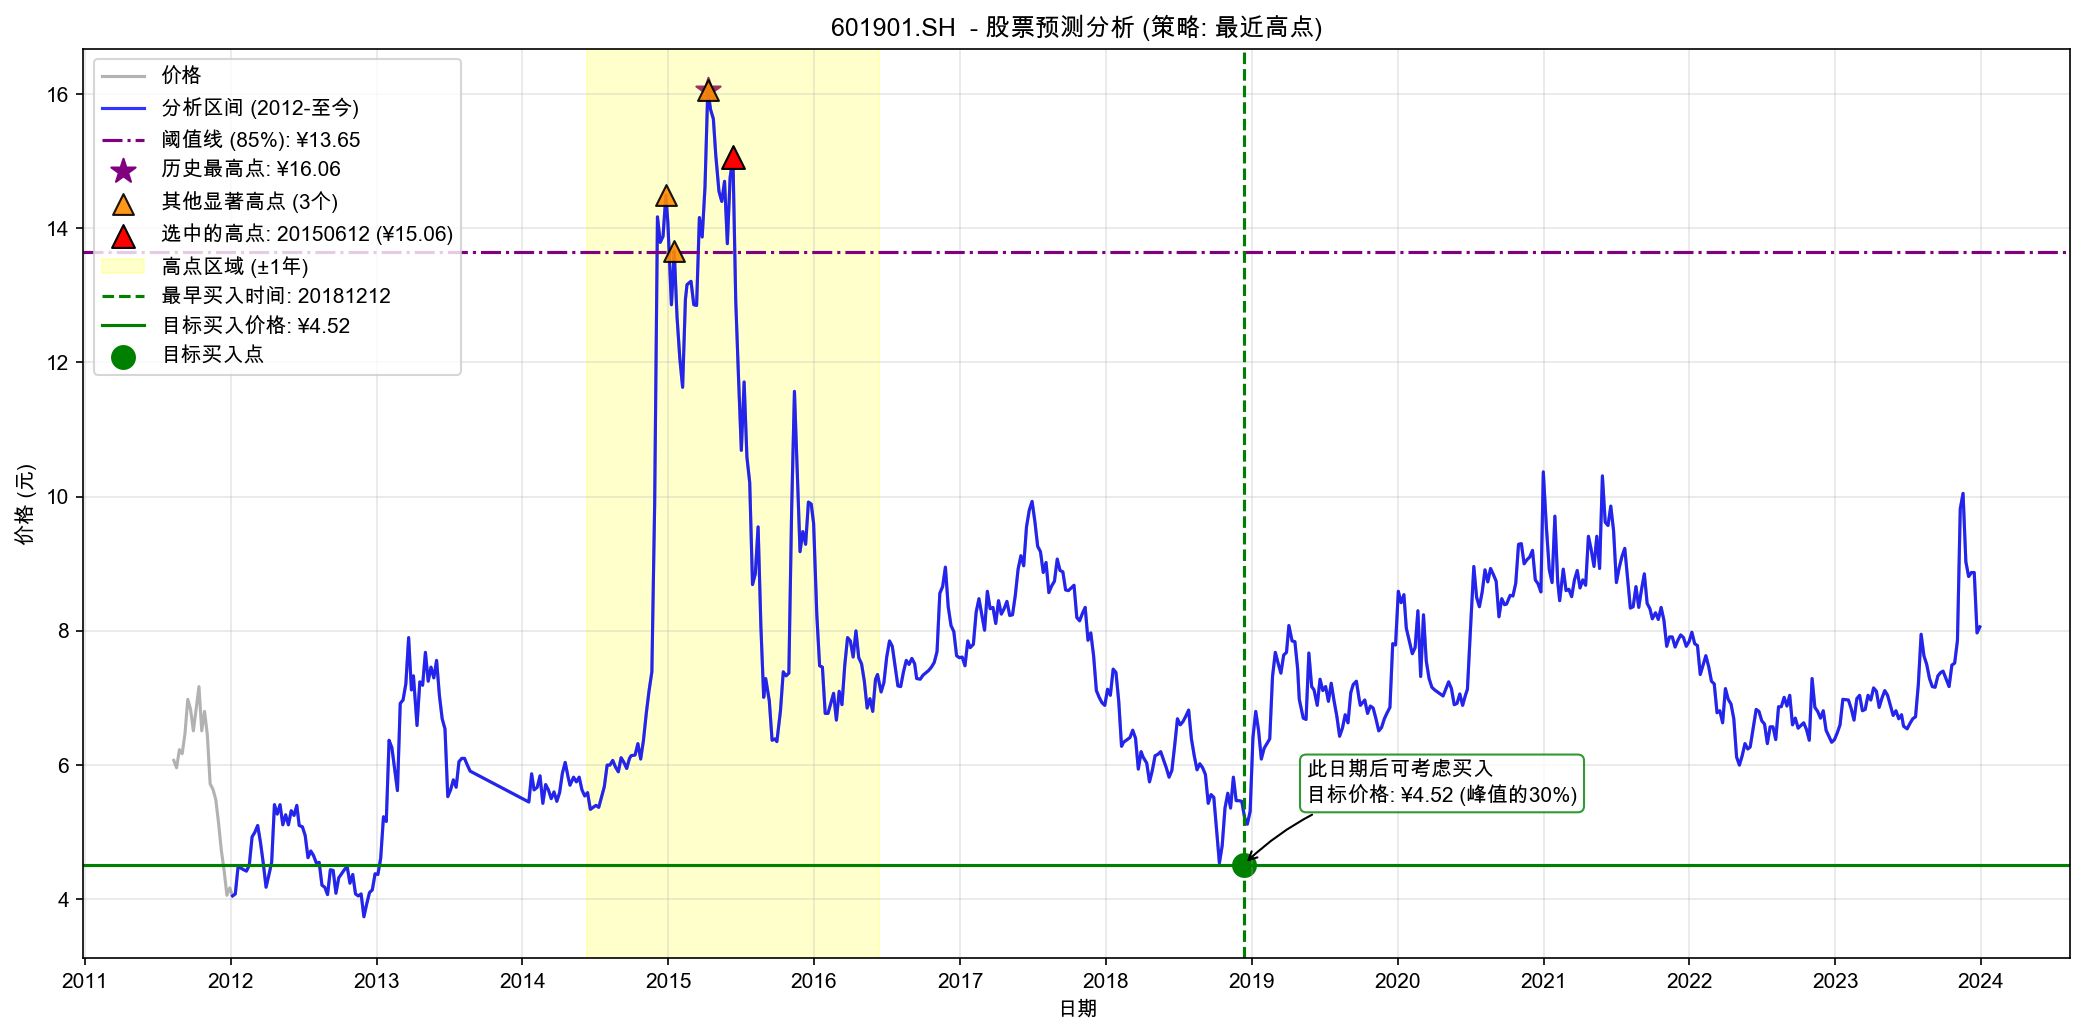 601901.SH - 股票预测分析 (策略: 最近高点)
价格
分析区间 (2012-至今)
阈值线 (85%): ¥13.65
历史最高点: ¥16.06
其他显著高点 (3个)
选中的高点: 20150612 (¥15.06)
高点区域 (±1年)
最早买入时间: 20181212
目标买入价格: ¥4.52
目标买入点
价格 (元)
16
14
12
10
8
6
4
此日期后可考虑买入
目标价格: ¥4.52 (峰值的30%)
2011 2012 2013 2014 2015 2016 2017 2018 2019 2020 2021 2022 2023 2024
日期